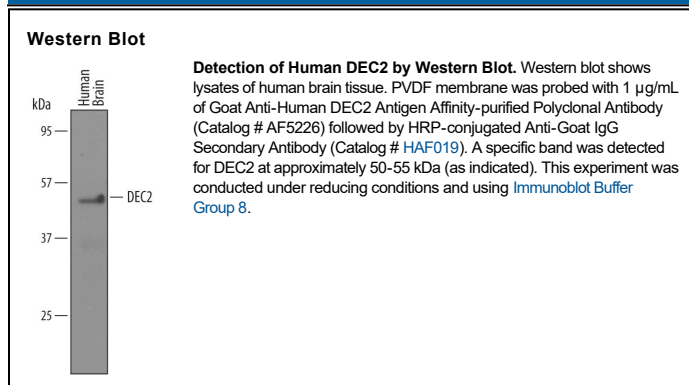 Western Blot
Human
Brain
kDa
95
57
DEC2
37
25
Detection of Human DEC2 by Western Blot. Western blot shows
lysates of human brain tissue. PVDF membrane was probed with 1 µg/mL
of Goat Anti-Human DEC2 Antigen Affinity-purified Polyclonal Antibody
(Catalog # AF5226) followed by HRP-conjugated Anti-Goat IgG
Secondary Antibody (Catalog # HAF019). A specific band was detected
for DEC2 at approximately 50-55 kDa (as indicated). This experiment was
conducted under reducing conditions and using Immunoblot Buffer
Group 8.